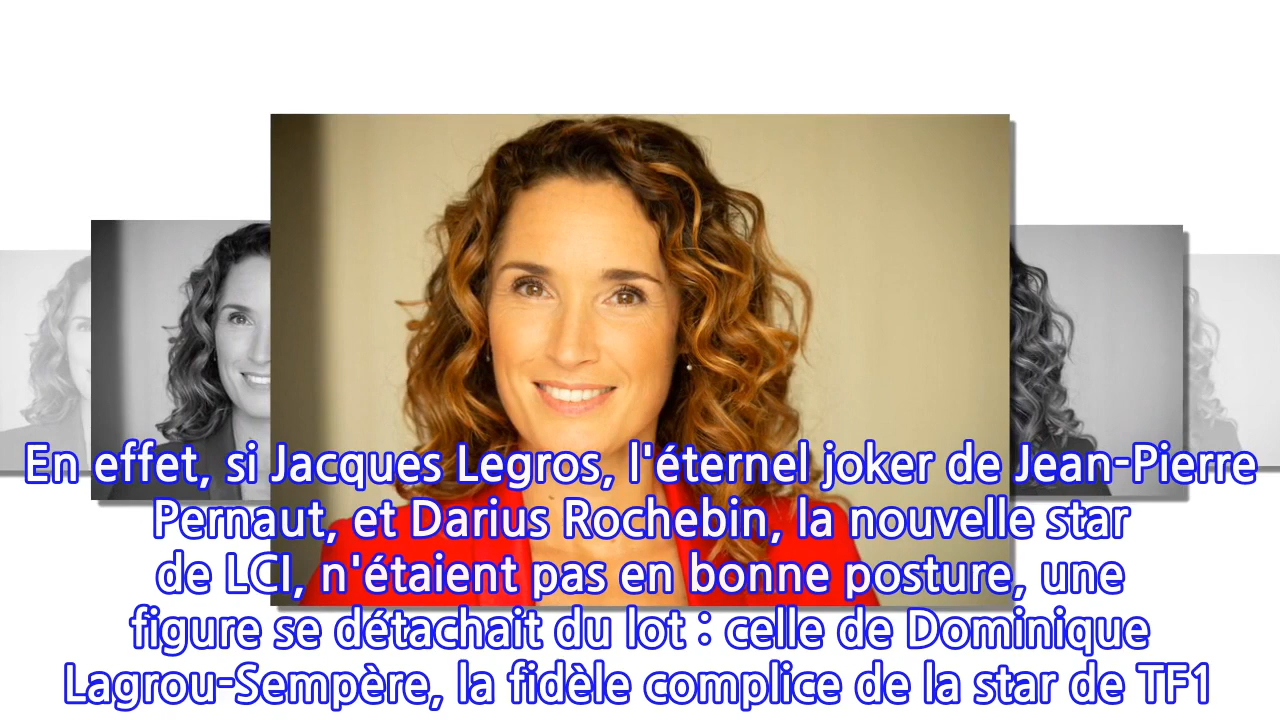 En effet, si Jacques Legros, l'éternel joker de Jean-Pierre
Pernaut, et Darius Rochebin, la nouvelle star
de LCI, n'étaient pas en bonne posture, une
figure se détachait du lot : celle de Dominique
Lagrou-Sempère, la fidèle complice de la star de TF1